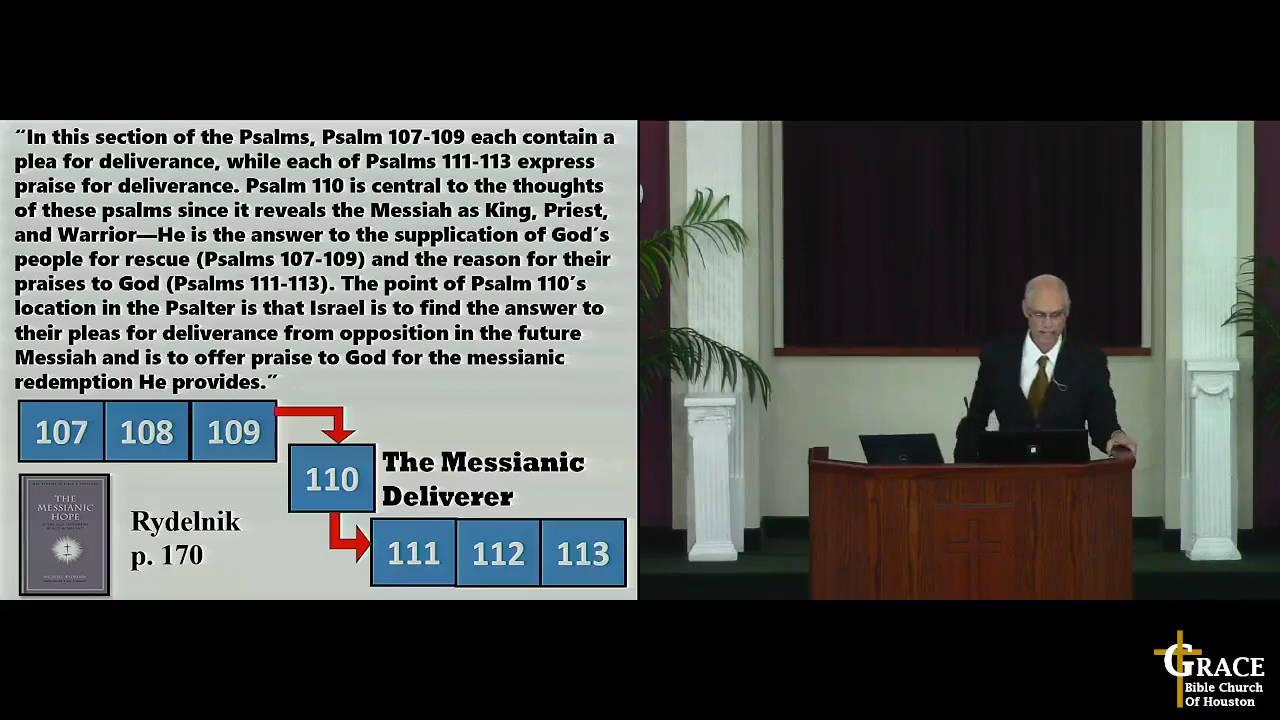 “In this section of the Psalms, Psalm 107-109 each contain a
plea for deliverance, while each of Psalms 111-113 express
praise for deliverance. Psalm 110 is central to the thoughts
of these psalms since it reveals the Messiah as King, Priest,
and Warrior—He is the answer to the supplication of God’s
people for rescue (Psalms 107-109) and the reason for their
praises to God (Psalms 111-113). The point of Psalm 110’s
location in the Psalter is that Israel is to find the answer to
their pleas for deliverance from opposition in the future
Messiah and is to offer praise to God for the messianic
redemption He provides.”
107 108 109
110
The Messianic
Deliverer
111 112 113
THE
MESSIANIC
HOPE
Rydelnik
p. 170
GRACE
Bible Church
Of Houston